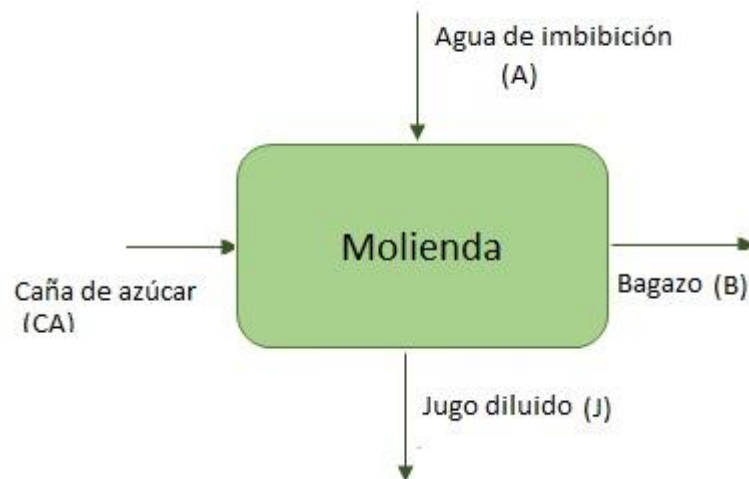 Agua de imbibición
(A)
Molienda
Caña de azúcar
(CA)
Bagazo (B)
Jugo diluido (J)